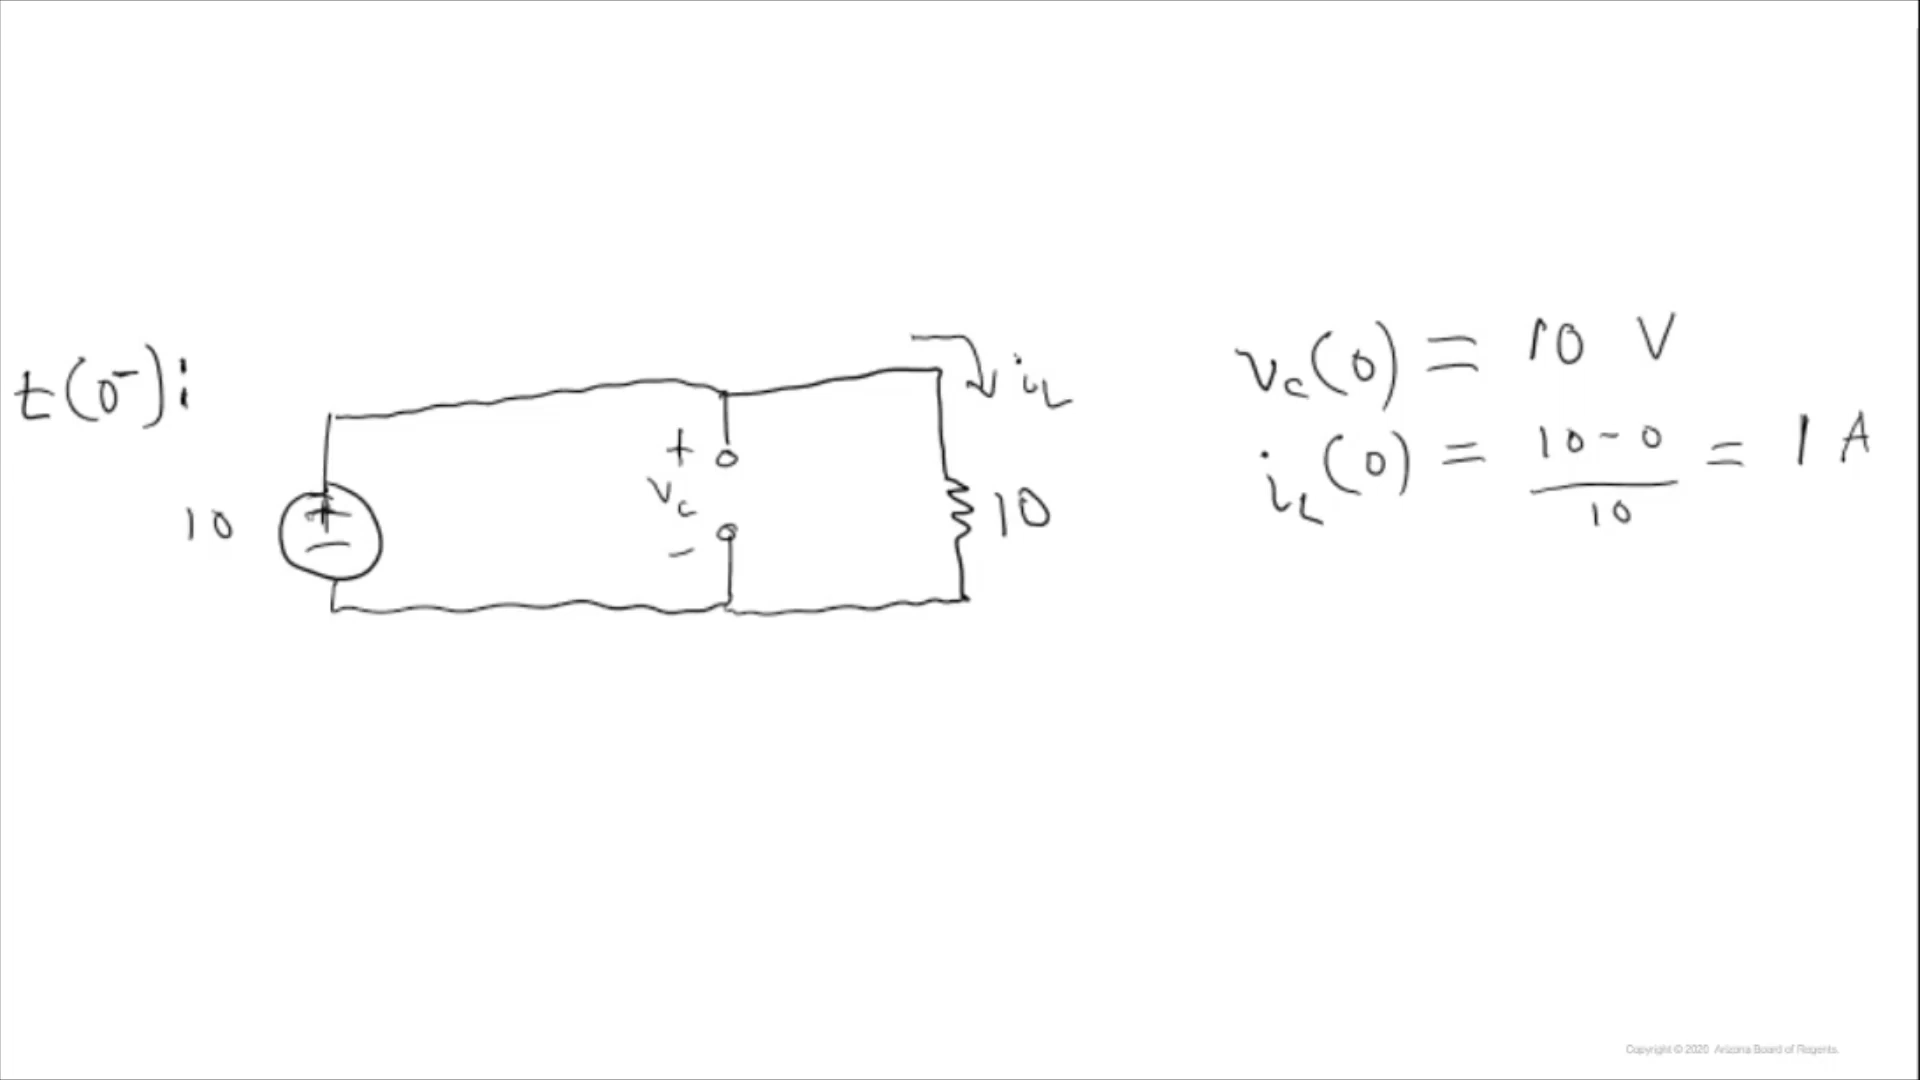 t(0⁻):
10
+
−
+
v_c
−
i_L
10
v_c(0) = 10 V
i_L(0) = 10-0/10 = 1 A
Copyright © 2020 Arizona Board of Regents.